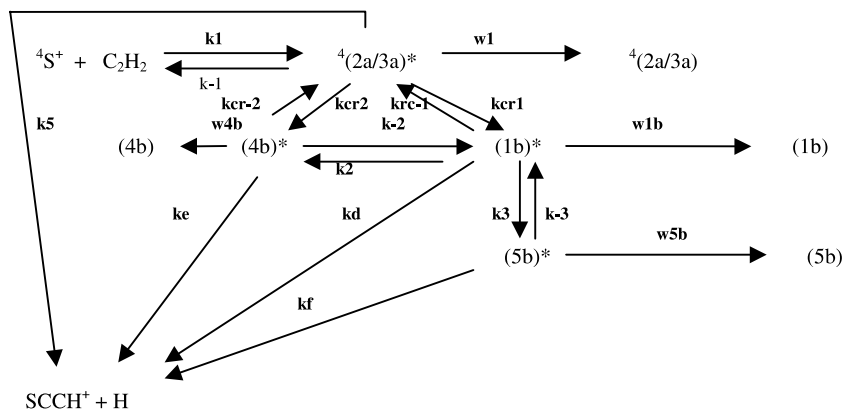 k1
w1
⁴S⁺ + C₂H₂
⁴(2a/3a)*
⁴(2a/3a)
k-1
kcr-2
kcr2
krc-1
kcr1
k5
w4b
k-2
w1b
(4b)
(4b)*
(1b)*
(1b)
k2
ke
kd
k3
k-3
w5b
(5b)*
(5b)
kf
SCCH⁺ + H